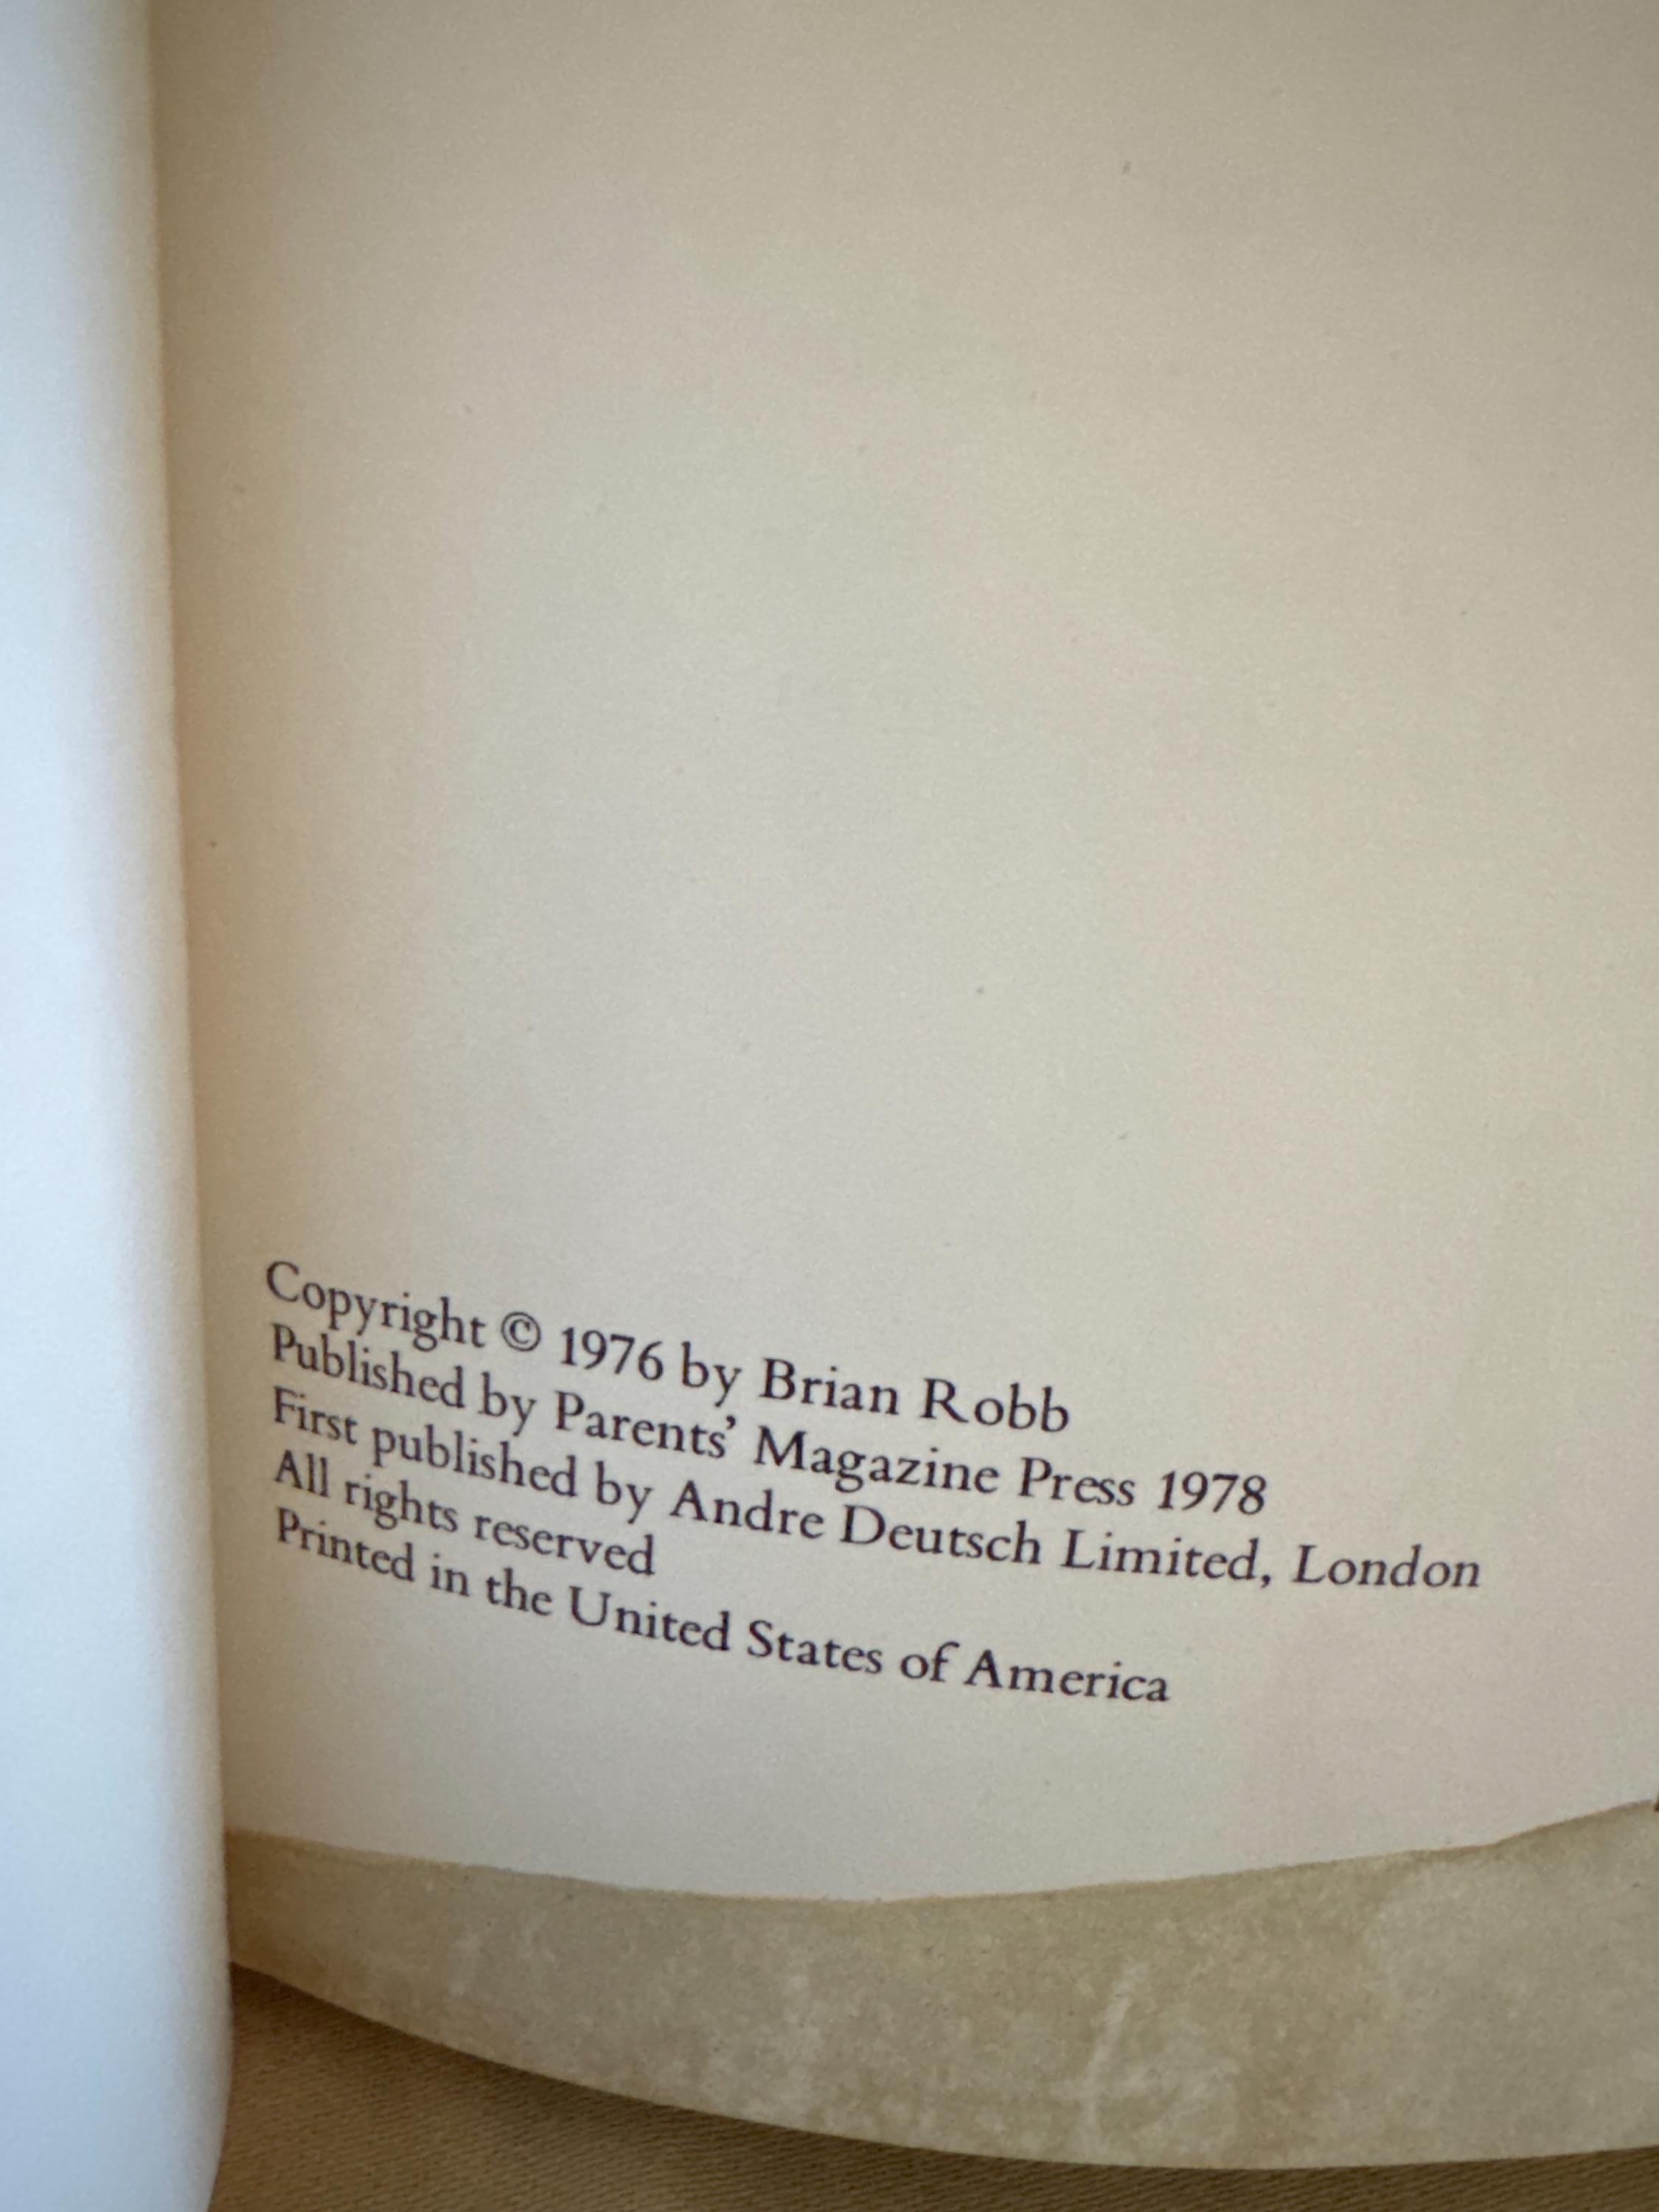 Copyright © 1976 by Brian Robb
Published by Parents' Magazine Press 1978
First published by Andre Deutsch Limited, London
All rights reserved
Printed in the United States of America